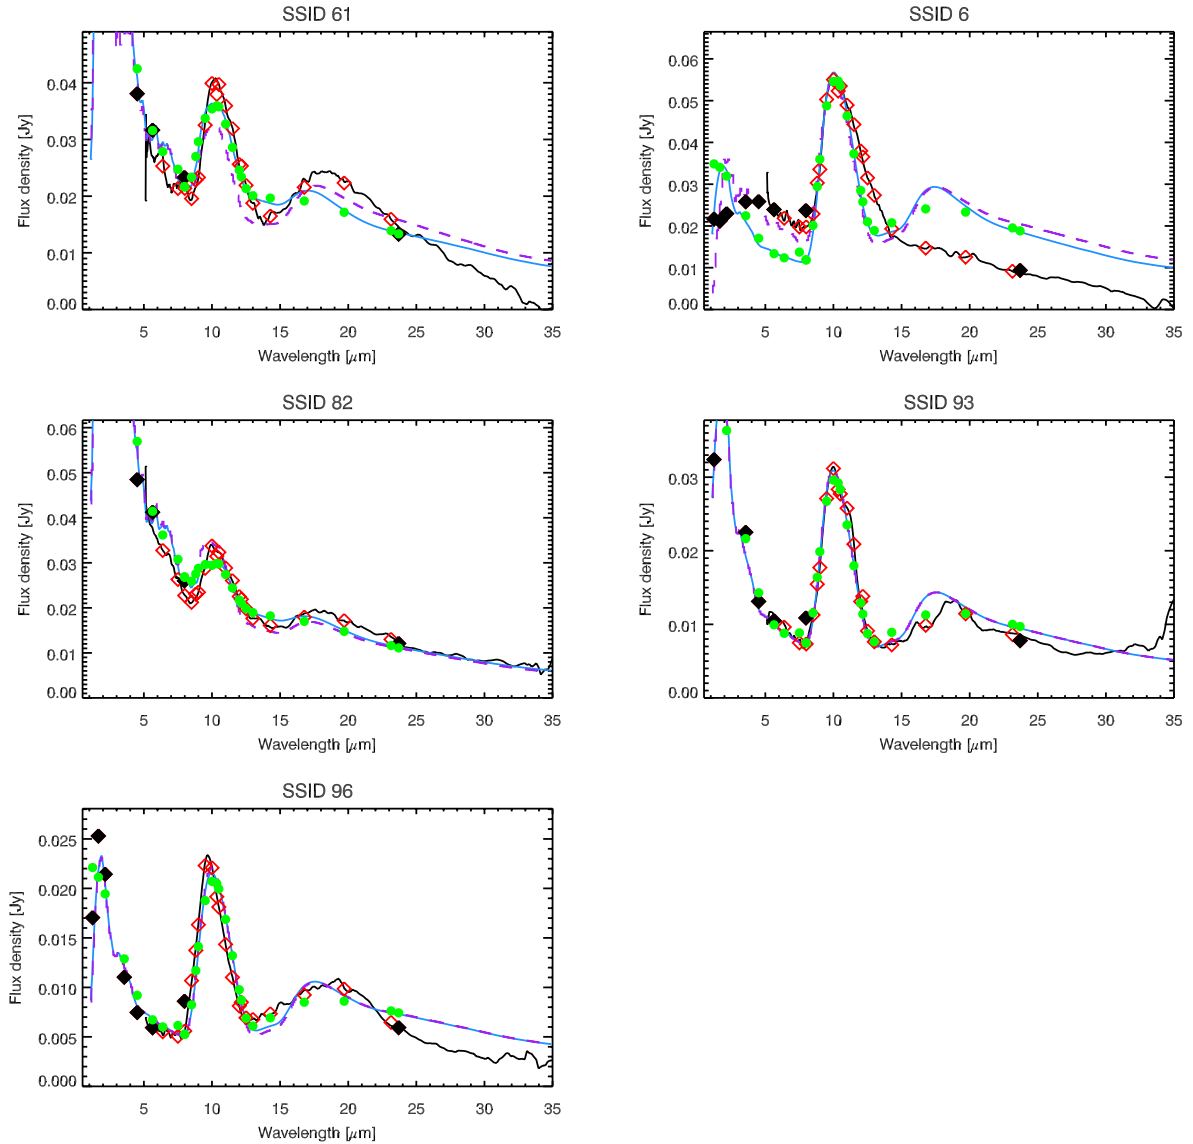 SSID 61
Flux density [Jy]
0.04
0.03
0.02
0.01
0.00
5 10 15 20 25 30 35
Wavelength [μm]
SSID 6
Flux density [Jy]
0.06
0.05
0.04
0.03
0.02
0.01
0.00
5 10 15 20 25 30 35
Wavelength [μm]
SSID 82
Flux density [Jy]
0.06
0.05
0.04
0.03
0.02
0.01
0.00
5 10 15 20 25 30 35
Wavelength [μm]
SSID 93
Flux density [Jy]
0.03
0.02
0.01
0.00
5 10 15 20 25 30 35
Wavelength [μm]
SSID 96
Flux density [Jy]
0.025
0.020
0.015
0.010
0.005
0.000
5 10 15 20 25 30 35
Wavelength [μm]